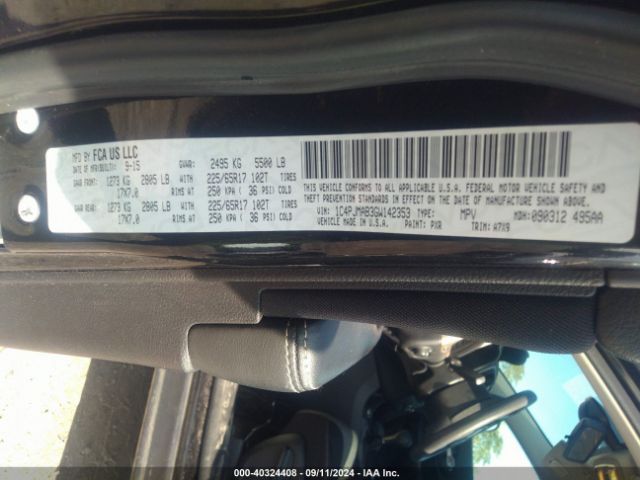 MFD BY FCA US LLC
DATE OF MFR(BUILT): 9-15 GVWR: 2495 KG 5500 LB
GAWR FRONT: 1273 KG 2805 LB WITH 225/65R17 102T TIRES
17X7.0 RIMS AT 250 KPA ( 36 PSI) COLD
GAWR REAR: 1273 KG 2805 LB WITH 225/65R17 102T TIRES
17X7.0 RIMS AT 250 KPA ( 36 PSI) COLD
THIS VEHICLE CONFORMS TO ALL APPLICABLE U.S.A. FEDERAL MOTOR VEHICLE SAFETY AND
THEFT PREVENTION STANDARDS IN EFFECT ON THE DATE OF MANUFACTURE SHOWN ABOVE
VIN: 1C4PJMAB3GW142353 TYPE: MPV MDH: 090312 495AA
VEHICLE MADE IN U.S.A. PAINT: PXR TRIM: A7X9
000-40324408 - 09/11/2024 - IAA Inc.